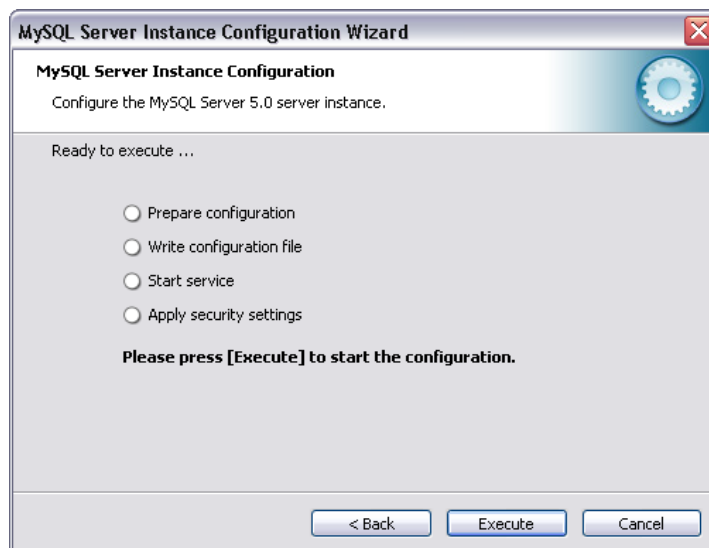 MySQL Server Instance Configuration Wizard
MySQL Server Instance Configuration
Configure the MySQL Server 5.0 server instance.
Ready to execute ...
Prepare configuration
Write configuration file
Start service
Apply security settings
Please press [Execute] to start the configuration.
< Back
Execute
Cancel